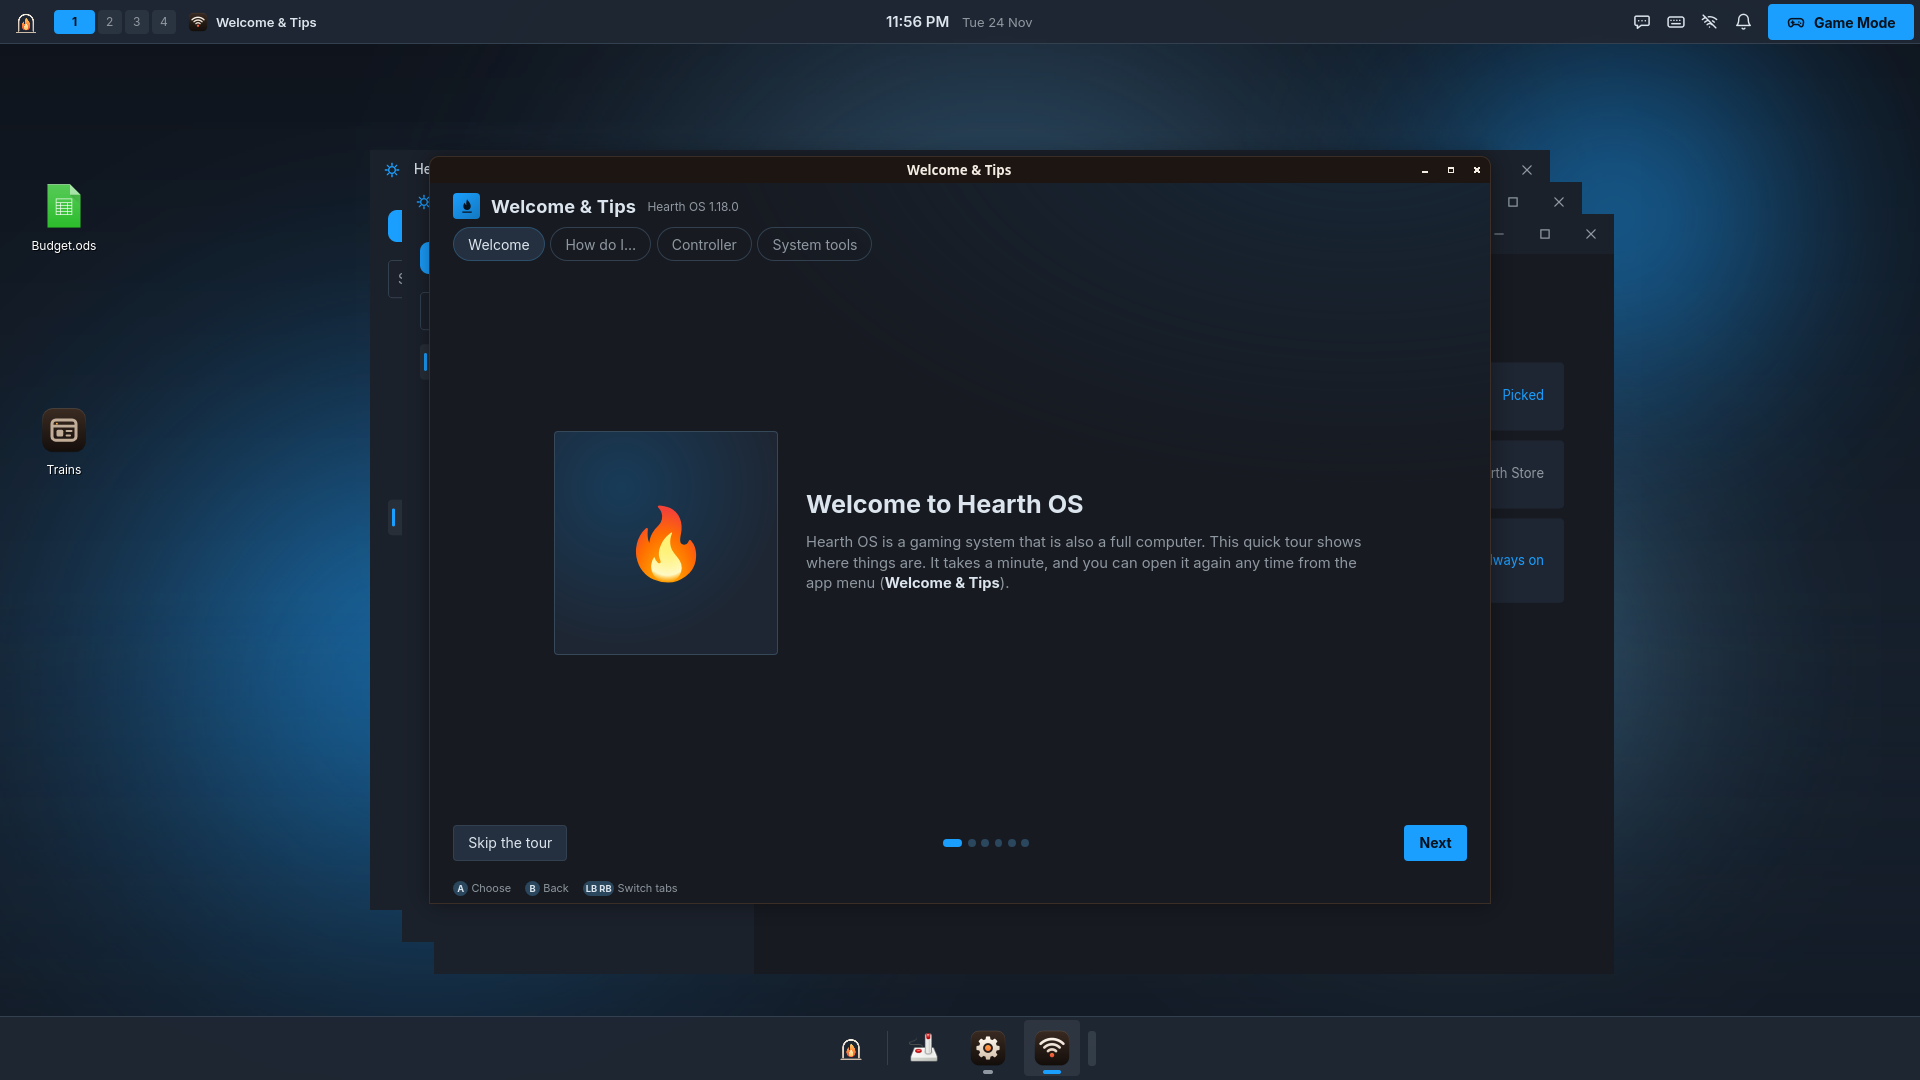 1
2
3
4
Welcome & Tips
11:56 PM Tue 24 Nov
Game Mode
Budget.ods
Trains
He
Welcome & Tips
Welcome & Tips Hearth OS 1.18.0
Welcome
How do I...
Controller
System tools
Picked
rth Store
lways on
Welcome to Hearth OS
Hearth OS is a gaming system that is also a full computer. This quick tour shows
where things are. It takes a minute, and you can open it again any time from the
app menu (Welcome & Tips).
Skip the tour
Next
A Choose B Back LB RB Switch tabs